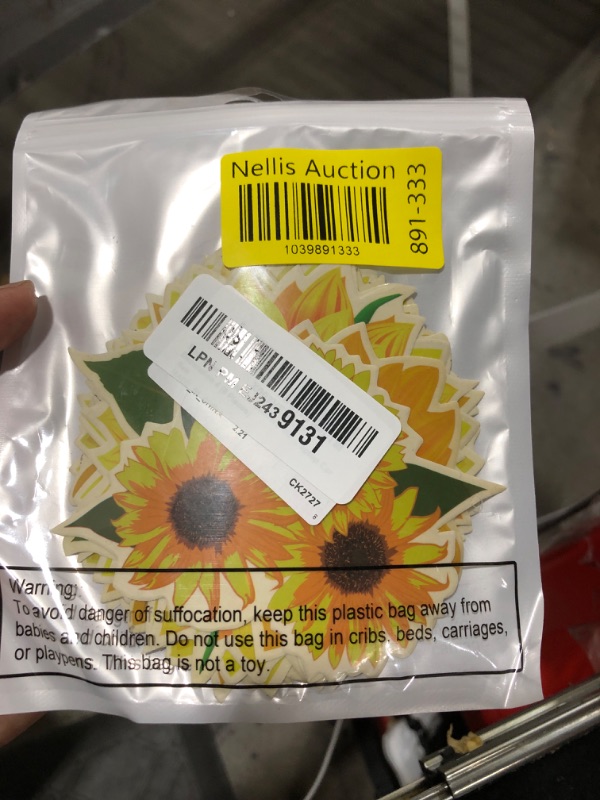 Nellis Auction
1039891333
891-333
LPN
9131
221
CK2727
Warning:
To avoid danger of suffocation, keep this plastic bag away from
babies and children. Do not use this bag in cribs. beds, carriages,
or playpens. This bag is not a toy.